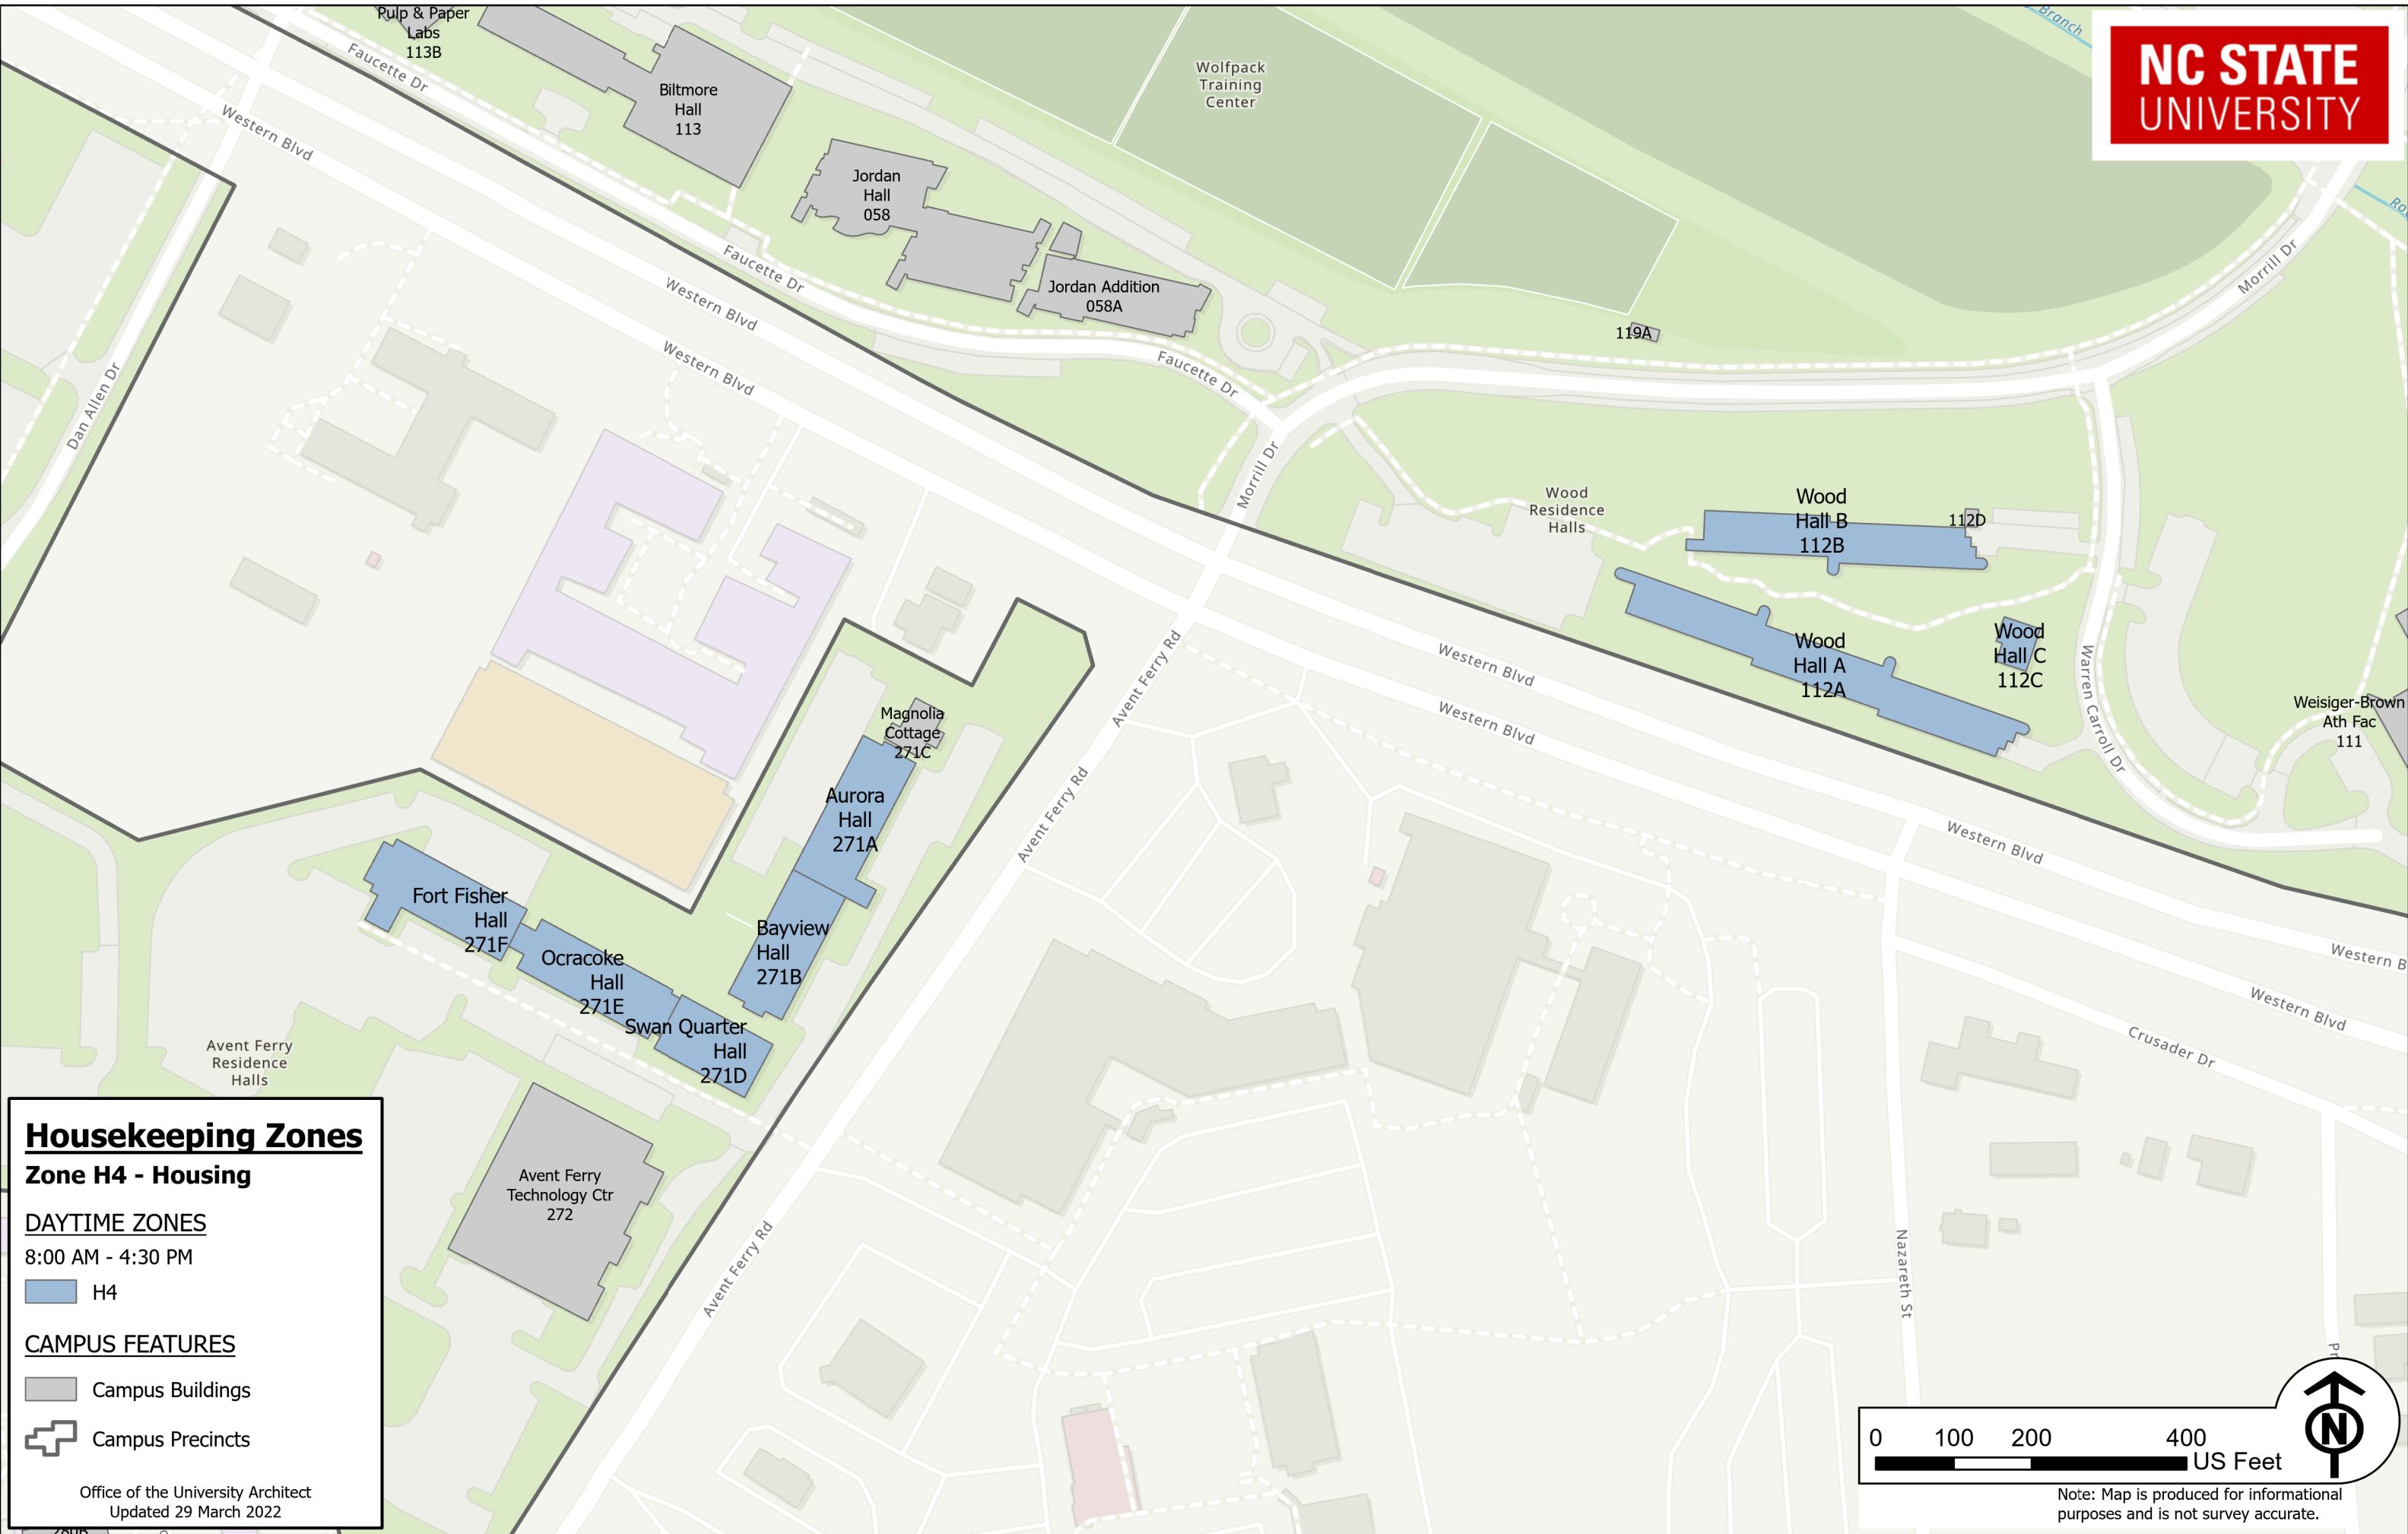 Pulp & Paper
Labs
113B
Faucette Dr
Western Blvd
Biltmore
Hall
113
Wolfpack
Training
Center
Branch
NC STATE
UNIVERSITY
Jordan
Hall
058
Faucette Dr
Jordan Addition
058A
Morrill Dr
119A
Western Blvd
Western Blvd
Faucette Dr
Dan Allen Dr
Morrill Dr
Wood
Residence
Halls
Wood
Hall B
112B
112D
Wood
Hall A
112A
Wood
Hall C
112C
Warren Carroll Dr
Weisiger-Brown
Ath Fac
111
Avent Ferry Rd
Western Blvd
Western Blvd
Magnolia
Cottage
271C
Aurora
Hall
271A
Avent Ferry Rd
Western Blvd
Fort Fisher
Hall
271F
Bayview
Hall
271B
Ocracoke
Hall
271E
Swan Quarter
Hall
271D
Western B
Western Blvd
Crusader Dr
Avent Ferry
Residence
Halls
Avent Ferry
Technology Ctr
272
Avent Ferry Rd
Nazareth St
Housekeeping Zones
Zone H4 - Housing
DAYTIME ZONES
8:00 AM - 4:30 PM
H4
CAMPUS FEATURES
Campus Buildings
Campus Precincts
Office of the University Architect
Updated 29 March 2022
0 100 200 400
US Feet
N
Note: Map is produced for informational
purposes and is not survey accurate.